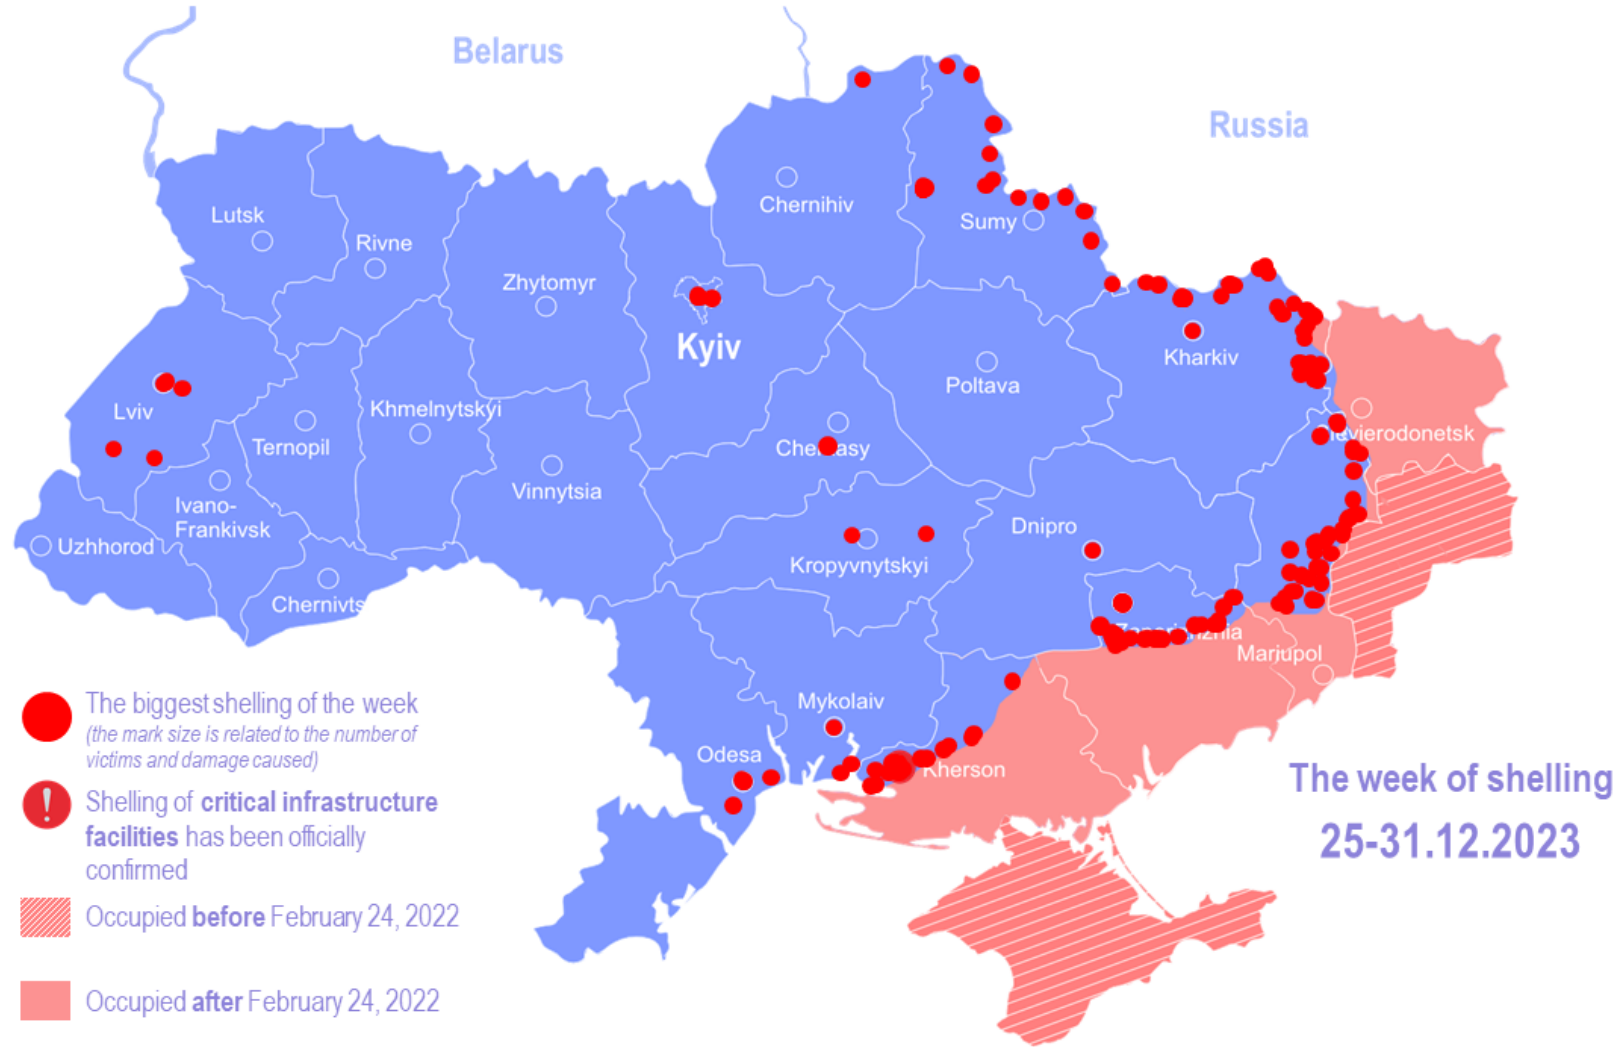 Belarus
Russia
Chernihiv
Lutsk
Sumy
Rivne
Zhytomyr
Kyiv
Kharkiv
Poltava
Lviv
Khmelnytskyi
Ternopil
Vinnytsia
Ivano-
Frankivsk
Dnipro
Uzhhorod
Kropyvnytskyi
Mariupol
Mykolaiv
Odesa
Kherson
The biggest shelling of the week
(the mark size is related to the number of
victims and damage caused)
!
Shelling of critical infrastructure
facilities has been officially
confirmed
Occupied before February 24, 2022
Occupied after February 24, 2022
The week of shelling
25-31.12.2023